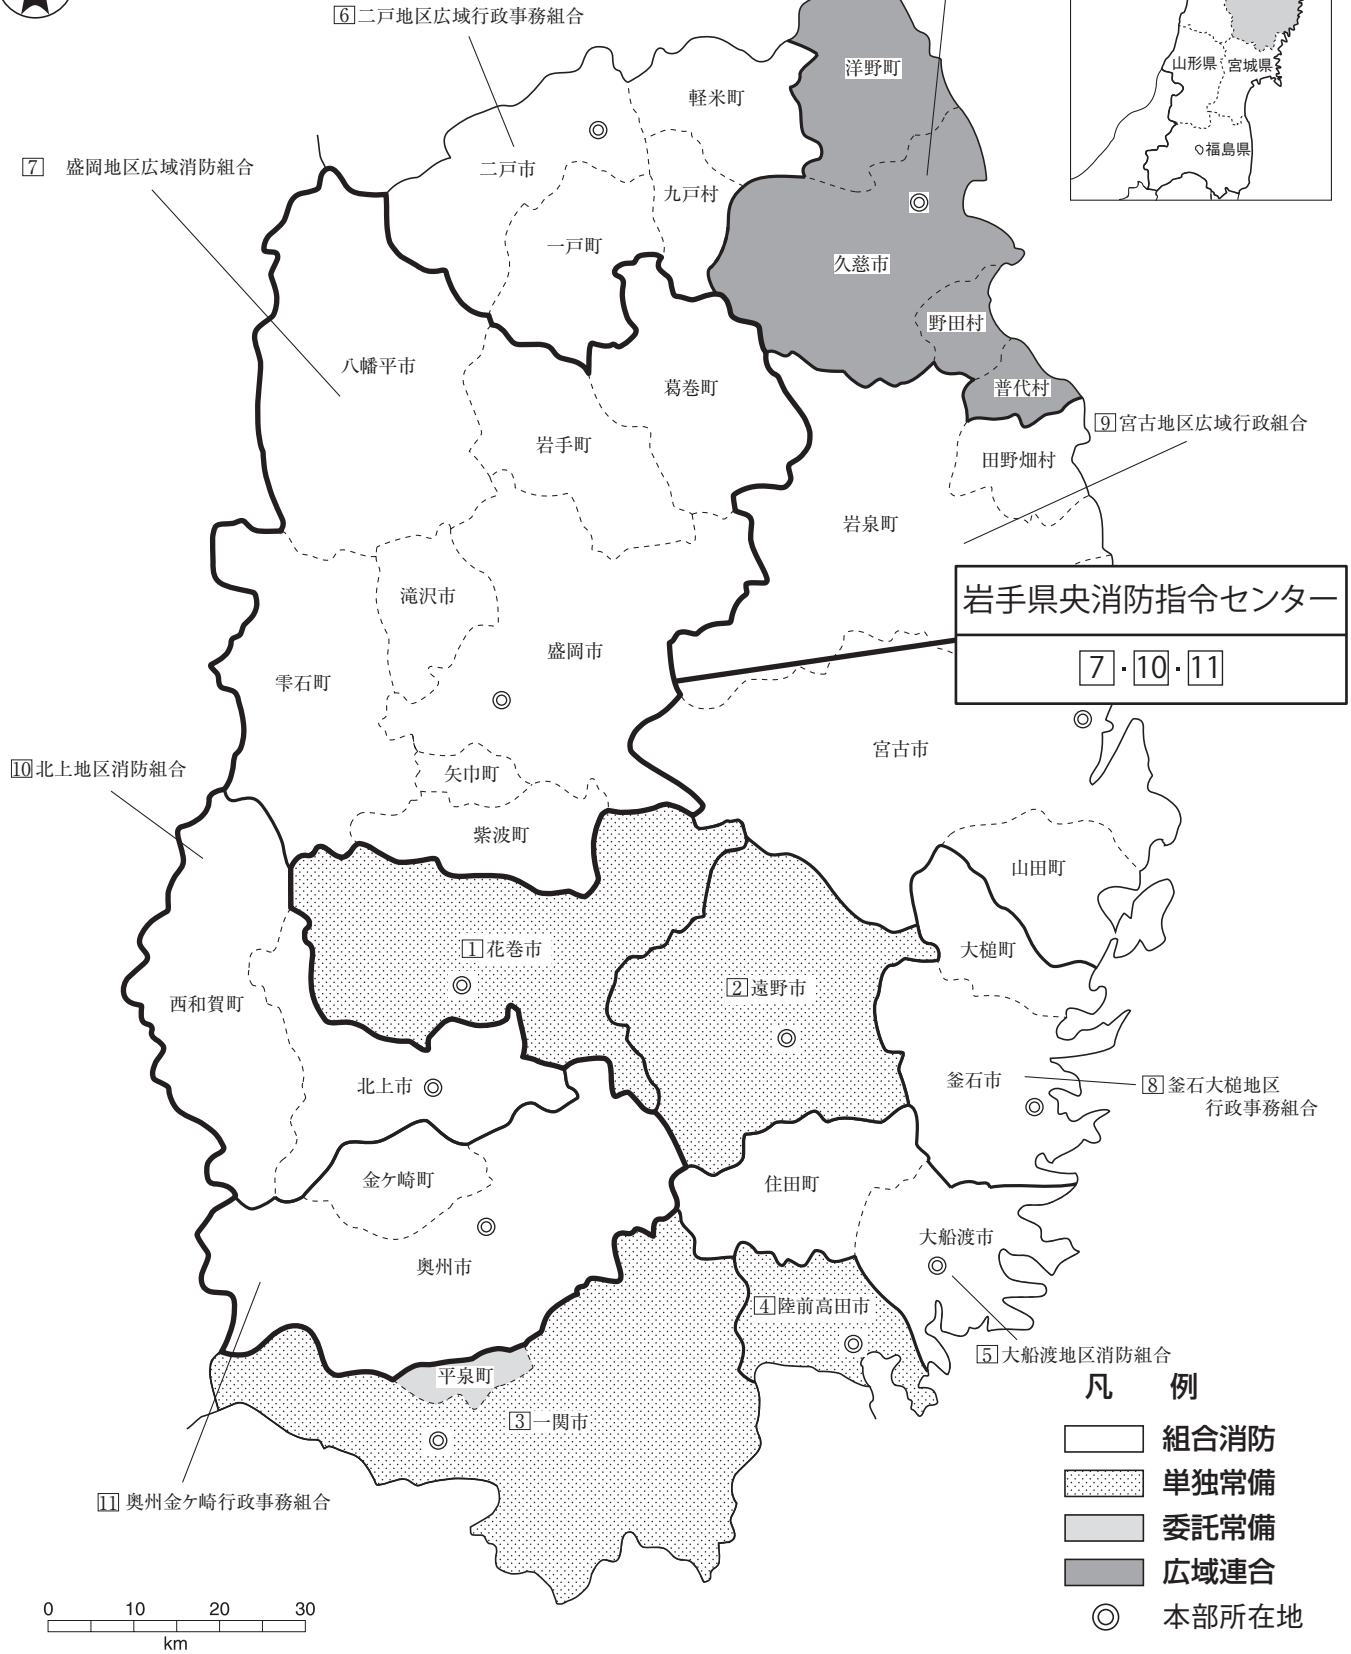 6 二戸地区広域行政事務組合
洋野町
山形県
宮城県
福島県
軽米町
7 盛岡地区広域消防組合
二戸市
九戸村
一戸町
久慈市
野田村
八幡平市
葛巻町
普代村
9 宮古地区広域行政組合
岩手町
田野畑村
岩泉町
岩手県央消防指令センター
7・10・11
滝沢市
盛岡市
雫石町
宮古市
10 北上地区消防組合
矢巾町
紫波町
山田町
1 花巻市
大槌町
2 遠野市
西和賀町
北上市
釜石市
8 釜石大槌地区
行政事務組合
金ケ崎町
住田町
大船渡市
奥州市
4 陸前高田市
5 大船渡地区消防組合
平泉町
3 一関市
11 奥州金ケ崎行政事務組合
凡 例
組合消防
単独常備
委託常備
広域連合
本部所在地
0 10 20 30
km